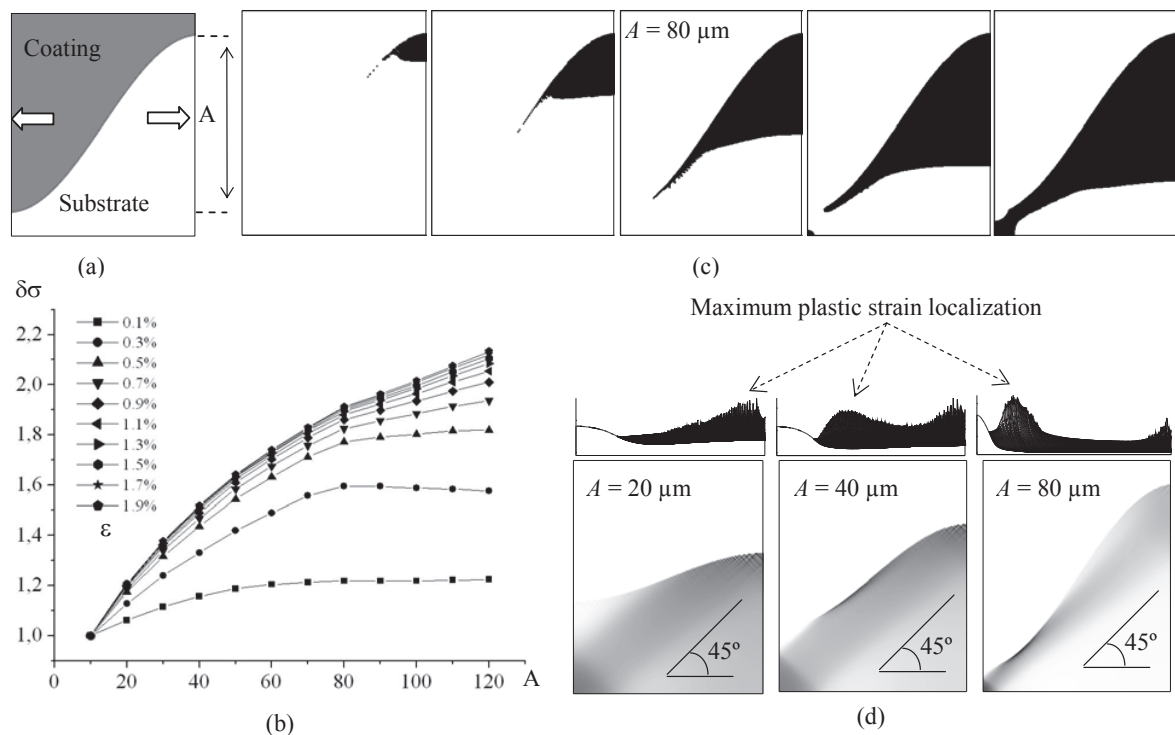 Coating
A
Substrate
(a)
A = 80 μm
(c)
δσ
2,2
2,0
1,8
1,6
1,4
1,2
1,0
0.1%
0.3%
0.5%
0.7%
0.9%
1.1%
1.3%
1.5%
1.7%
1.9%
ε
0
20
40
60
80
100
120
A
(b)
Maximum plastic strain localization
A = 20 μm
A = 40 μm
A = 80 μm
45º
45º
45º
(d)